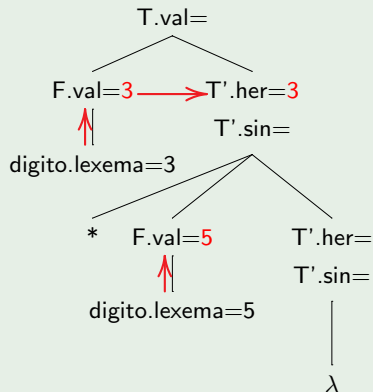 T.val=
F.val=3 T'.her=3
T'.sin=
digito.lexema=3
* F.val=5 T'.her=
T'.sin=
digito.lexema=5
λ